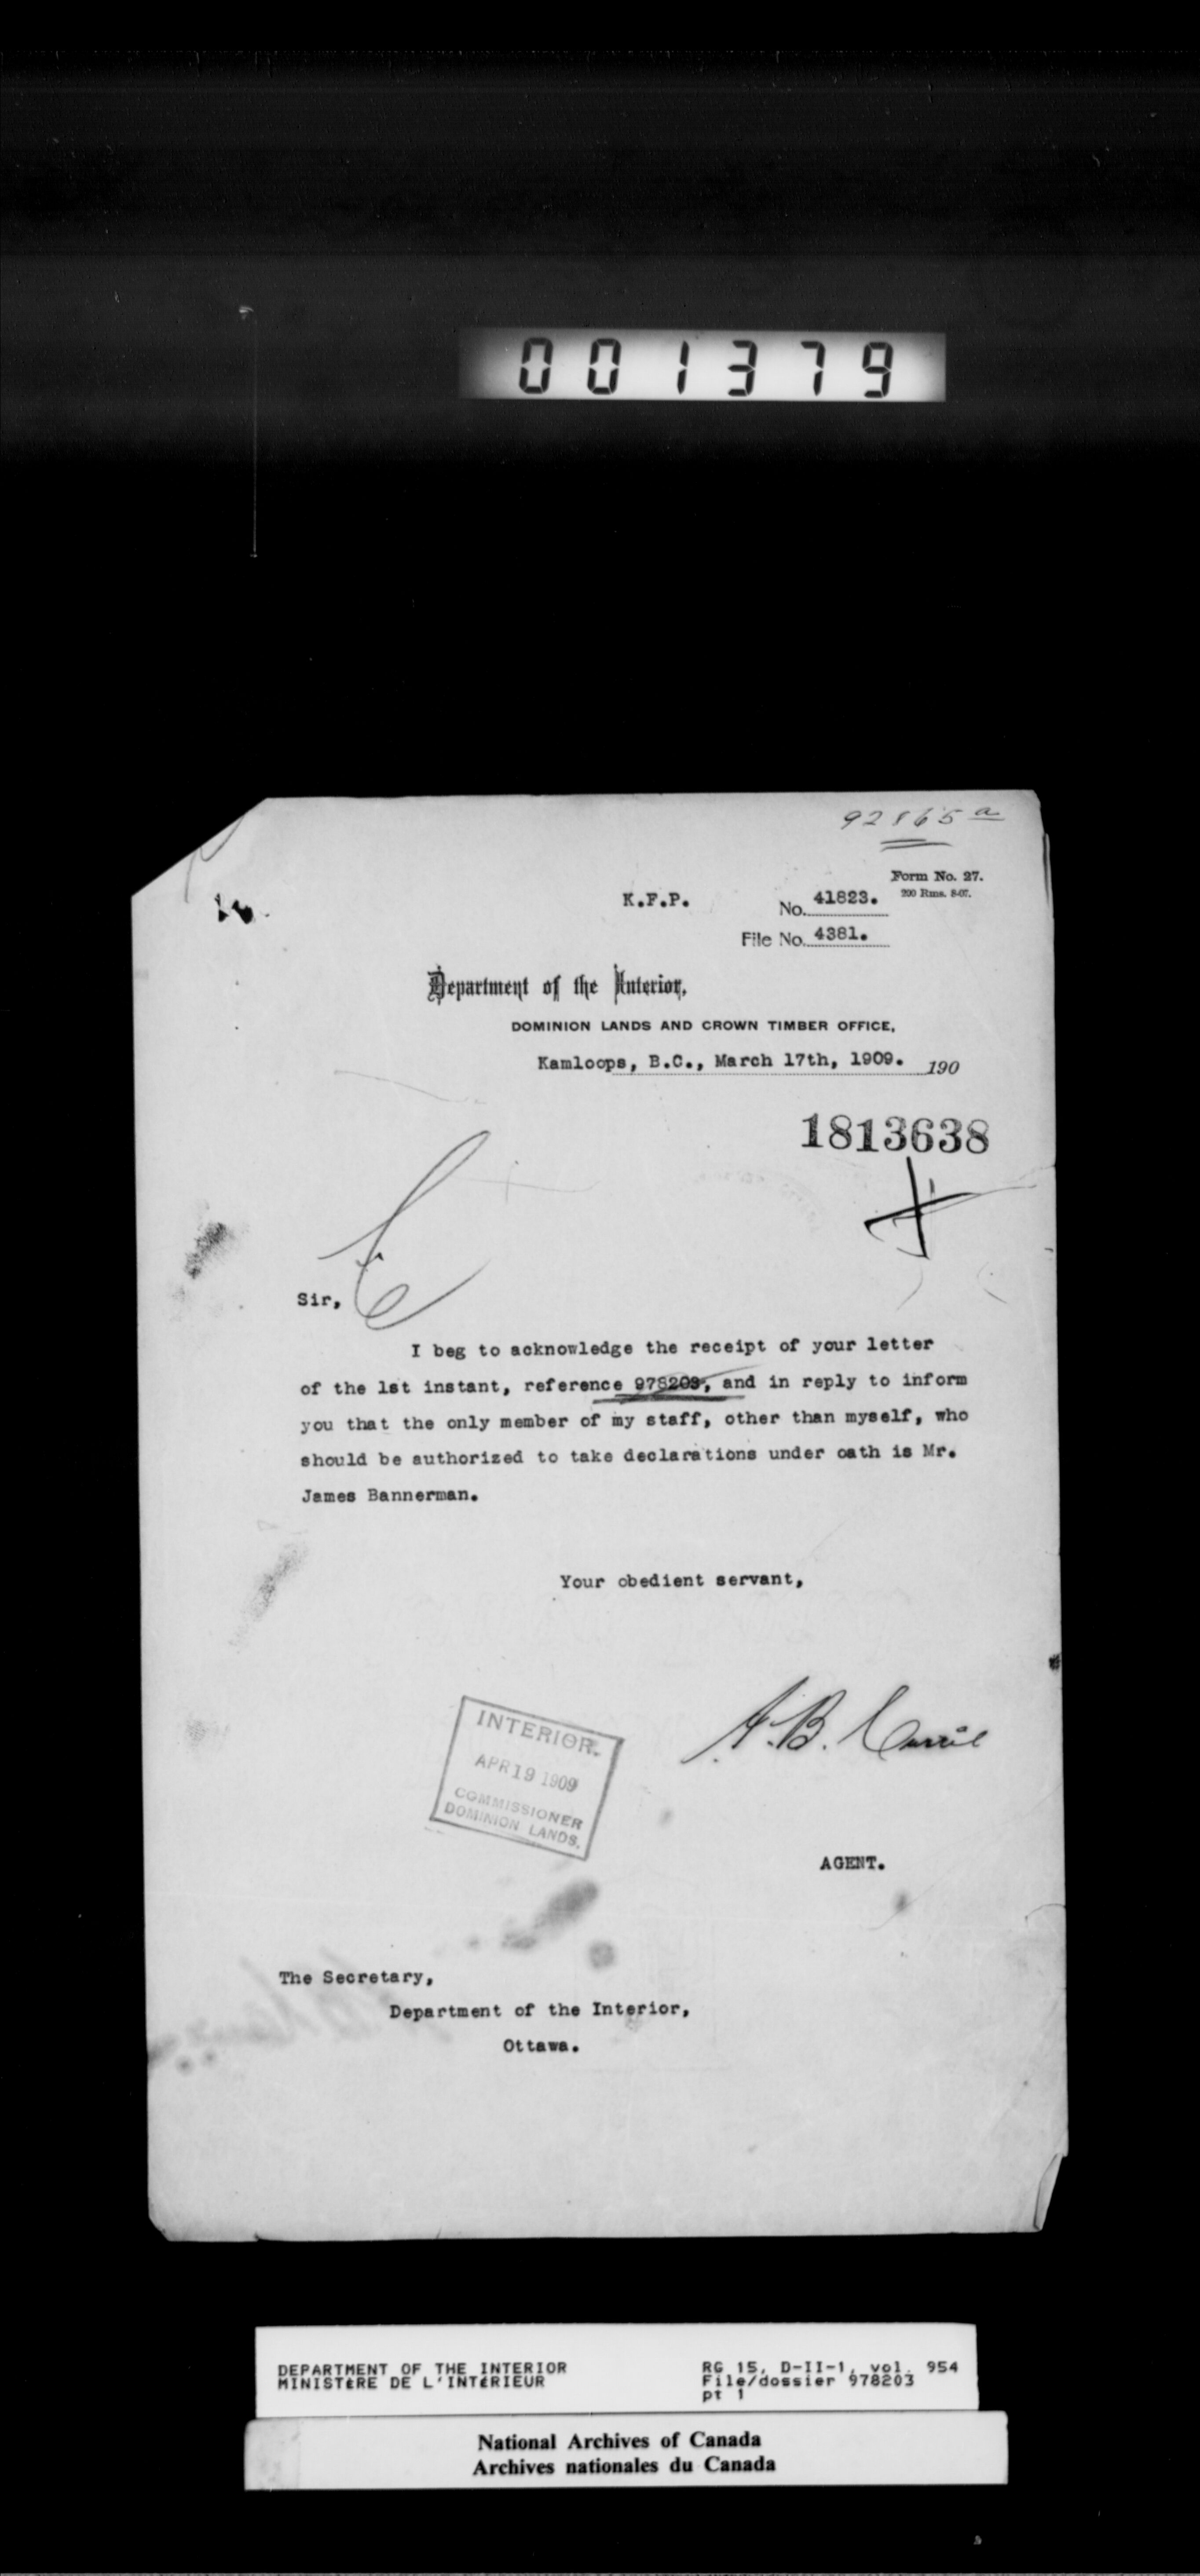 001379
92865 a
Form No. 27.
200 Rms. 8-07.
K.F.P.
No. 41823.
File No. 4381.
Department of the Interior,
DOMINION LANDS AND CROWN TIMBER OFFICE,
Kamloops, B.C., March 17th, 1909. 190
1813638
Sir,
I beg to acknowledge the receipt of your letter
of the 1st instant, reference 978203, and in reply to inform
you that the only member of my staff, other than myself, who
should be authorized to take declarations under oath is Mr.
James Bannerman.
Your obedient servant,
A.B. Currie
INTERIOR.
APR 19 1909
COMMISSIONER
DOMINION LANDS.
AGENT.
The Secretary,
Department of the Interior,
Ottawa.
DEPARTMENT OF THE INTERIOR
MINISTÈRE DE L'INTÉRIEUR
RG 15, D-II-1, vol. 954
File/dossier 978203
pt 1
National Archives of Canada
Archives nationales du Canada